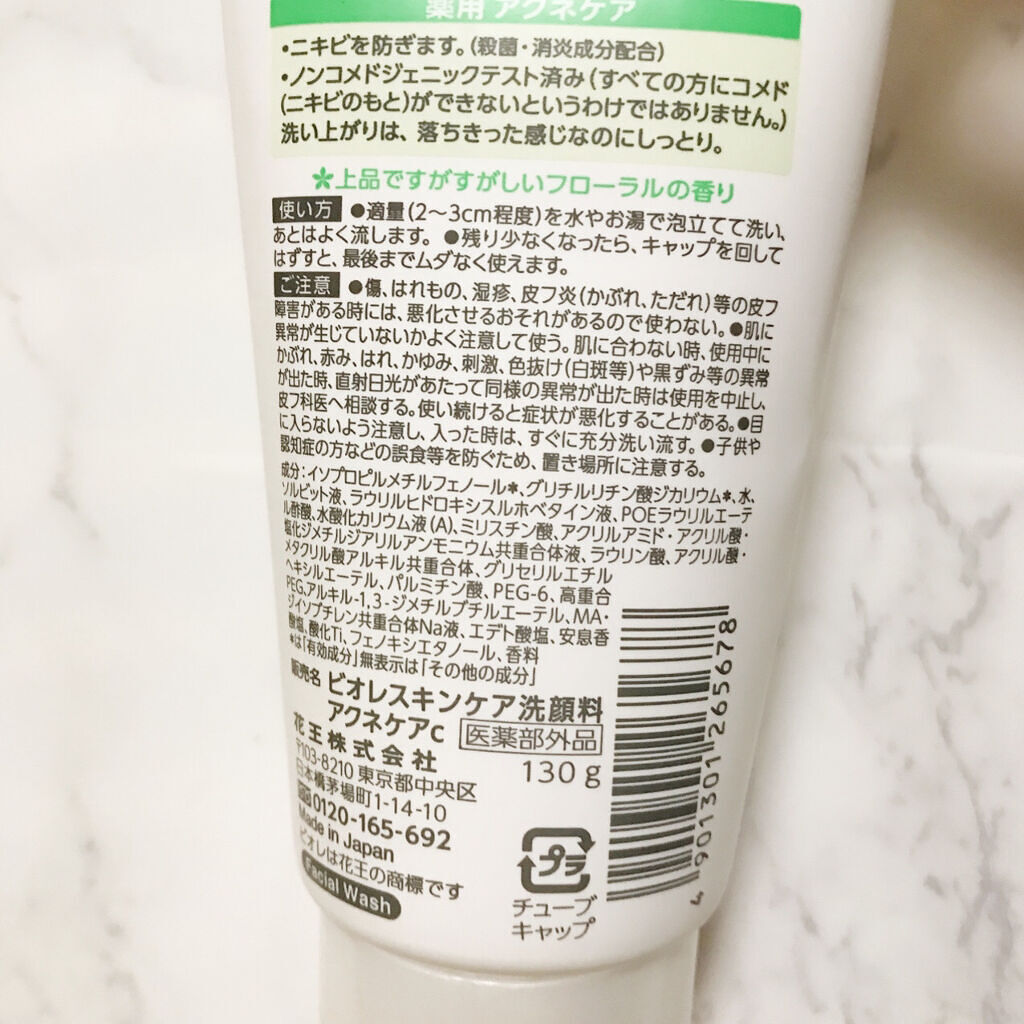 薬用 アクネケア
•ニキビを防ぎます。(殺菌・消炎成分配合)
•ノンコメドジェニックテスト済み(すべての方にコメド
(ニキビのもと)ができないというわけではありません。)
洗い上がりは、落ちきった感じなのにしっとり。
上品ですがすがしいフローラルの香り
使い方 ●適量(2〜3cm程度)を水やお湯で泡立てて洗い、
あとはよく流します。 ●残り少なくなったら、キャップを回して
はずすと、最後までムダなく使えます。
ご注意 ●傷、はれもの、湿疹、皮フ炎(かぶれ、ただれ)等の皮フ
障害がある時には、悪化させるおそれがあるので使わない。●肌に
異常が生じていないかよく注意して使う。肌に合わない時、使用中に
かぶれ、赤み、はれ、かゆみ、刺激、色抜け(白斑等)や黒ずみ等の異常
が出た時、直射日光があたって同様の異常が出た時は使用を中止し、
皮フ科医へ相談する。使い続けると症状が悪化することがある。●目
に入らないよう注意し、入った時は、すぐに充分洗い流す。●子供や
認知症の方などの誤食等を防ぐため、置き場所に注意する。
成分:イソプロピルメチルフェノール*、グリチルリチン酸ジカリウム*、水、
ソルビット液、ラウリルヒドロキシスルホベタイン液、POEラウリルエーテ
ル酢酸、水酸化カリウム液(A)、ミリスチン酸、アクリルアミド・アクリル酸・
塩化ジメチルジアリルアンモニウム共重合体液、ラウリン酸、アクリル酸・
メタクリル酸アルキル共重合体、グリセリルエチル
ヘキシルエーテル、パルミチン酸、PEG-6、高重合
PEG、アルキル-1,3-ジメチルブチルエーテル、MA・
ジイソブチレン共重合体Na液、エデト酸塩、安息香
酸塩、酸化Ti、フェノキシエタノール、香料
*は「有効成分」無表示は「その他の成分」
販売名 ビオレスキンケア洗顔料
アクネケアc 医薬部外品
花王株式会社 130 g
〒103-8210 東京都中央区
日本橋茅場町1-14-10
0120-165-692
Made in Japan
ビオレは花王の商標です
Facial Wash
プラ
チューブ
キャップ
4 901301 265678